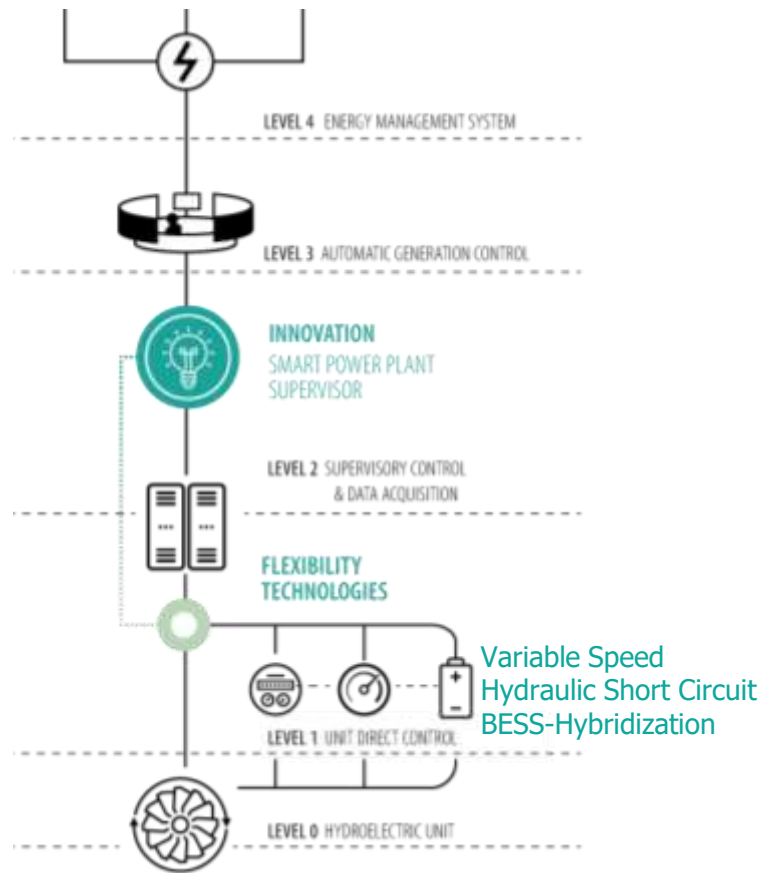 LEVEL 4 ENERGY MANAGEMENT SYSTEM
LEVEL 3 AUTOMATIC GENERATION CONTROL
INNOVATION
SMART POWER PLANT
SUPERVISOR
LEVEL 2 SUPERVISORY CONTROL
& DATA ACQUISITION
FLEXIBILITY
TECHNOLOGIES
Variable Speed
Hydraulic Short Circuit
BESS-Hybridization
LEVEL 1 UNIT DIRECT CONTROL
LEVEL 0 HYDROELECTRIC UNIT